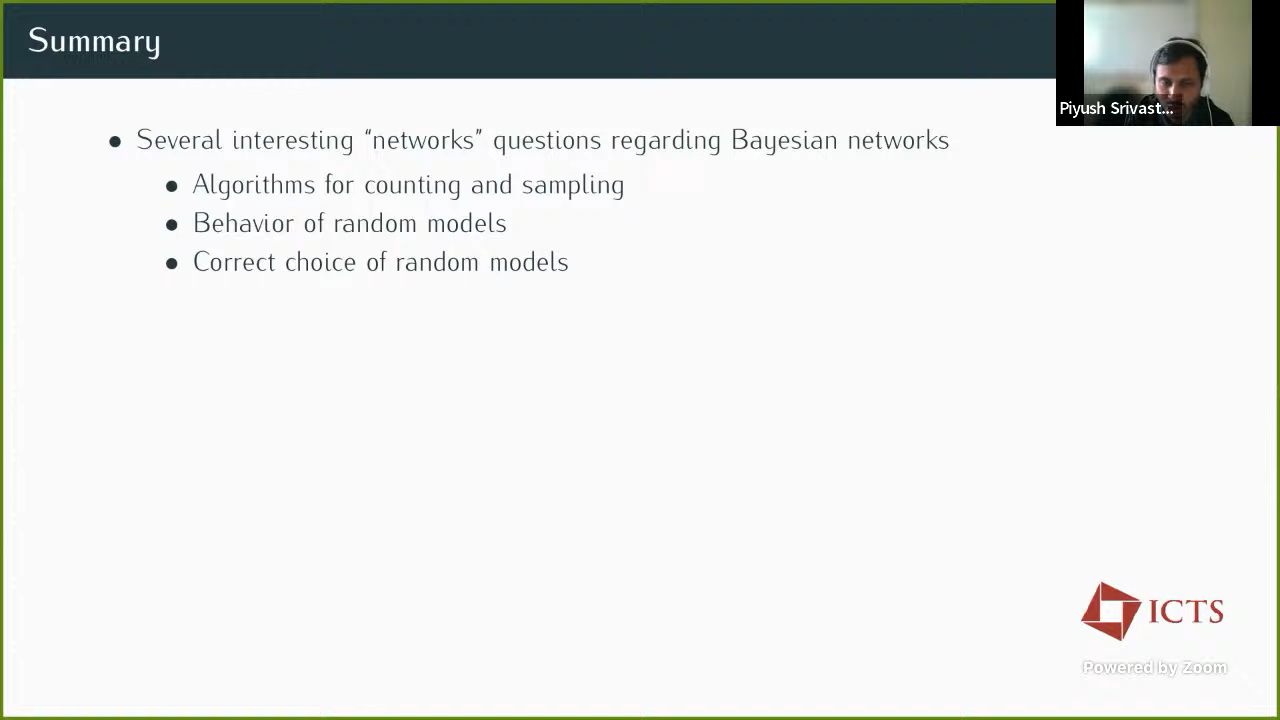 Summary
Piyush Srivast...
• Several interesting “networks” questions regarding Bayesian networks
• Algorithms for counting and sampling
• Behavior of random models
• Correct choice of random models
ICTS
Powered by Zoom